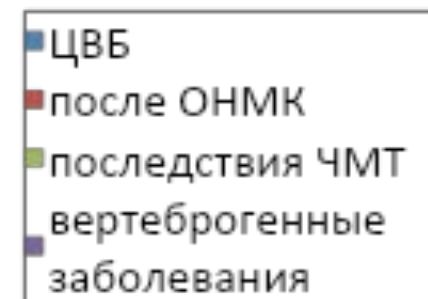 ЦВБ
после ОНМК
последствия ЧМТ
вертеброгенные
заболевания